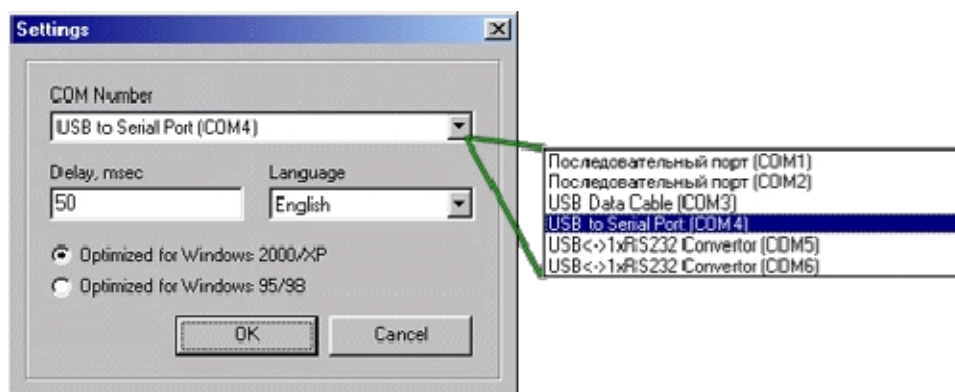 Settings
COM Number
USB to Serial Port (COM4)
Delay, msec
Language
50
English
Optimized for Windows 2000/XP
Optimized for Windows 95/98
OK
Cancel
Последовательный порт (COM1)
Последовательный порт (COM2)
USB Data Cable (COM3)
USB to Serial Port (COM4)
USB<->1xRS232 Convertor (COM5)
USB<->1xRS232 Convertor (COM6)